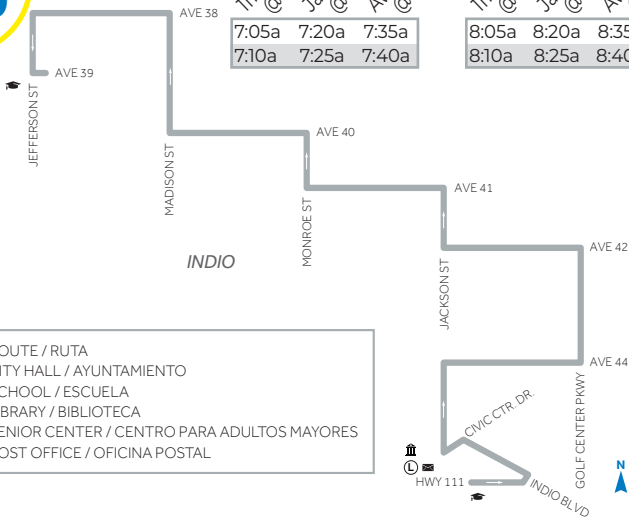 AVE 38
7:05a 7:20a 7:35a
7:10a 7:25a 7:40a
8:05a 8:20a
8:10a 8:25a
AVE 39
JEFFERSON ST
MADISON ST
AVE 40
MONROE ST
AVE 41
INDIO
JACKSON ST
AVE 42
AVE 44
GOLF CENTER PKWY
CIVIC CTR. DR.
HWY 111
INDIO BLVD
N
L
OUTE / RUTA
ITY HALL / AYUNTAMIENTO
CHOOL / ESCUELA
BRARY / BIBLIOTECA
ENIOR CENTER / CENTRO PARA ADULTOS MAYORES
OST OFFICE / OFICINA POSTAL